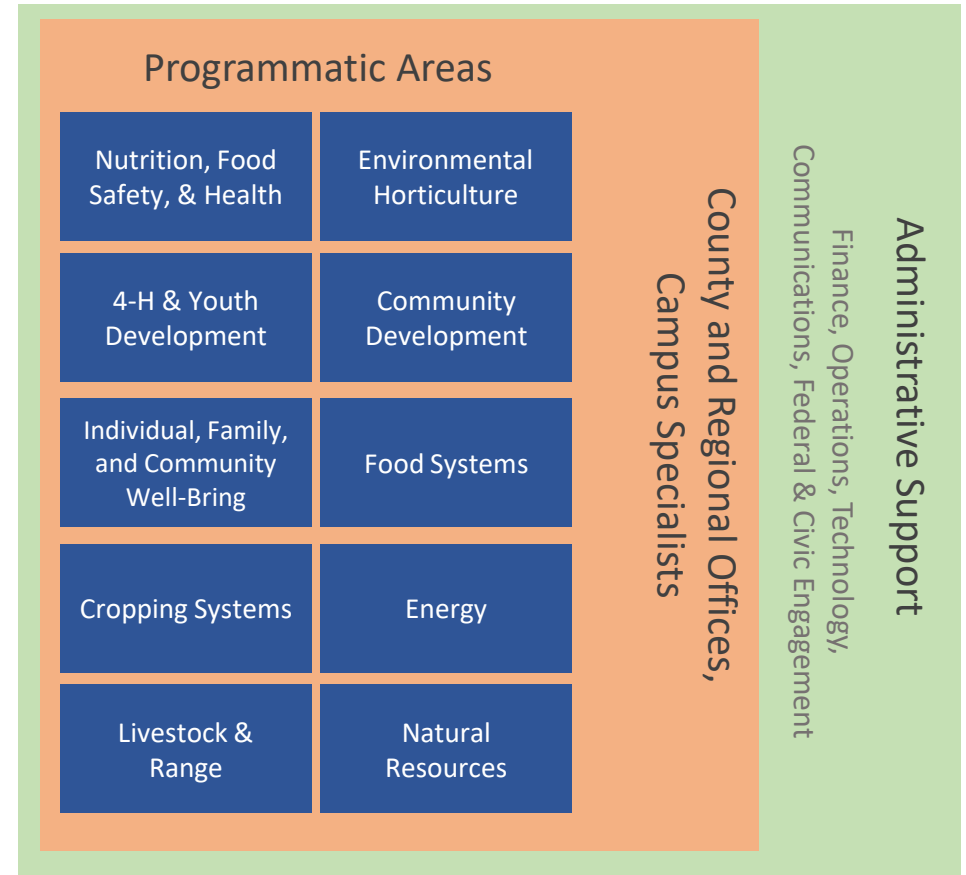 Programmatic Areas
Nutrition, Food
Safety, & Health
Environmental
Horticulture
4-H & Youth
Development
Community
Development
Individual, Family,
and Community
Well-Bring
Food Systems
Cropping Systems
Energy
Livestock &
Range
Natural
Resources
County and Regional Offices,
Campus Specialists
Administrative Support
Finance, Operations, Technology,
Communications, Federal & Civic Engagement